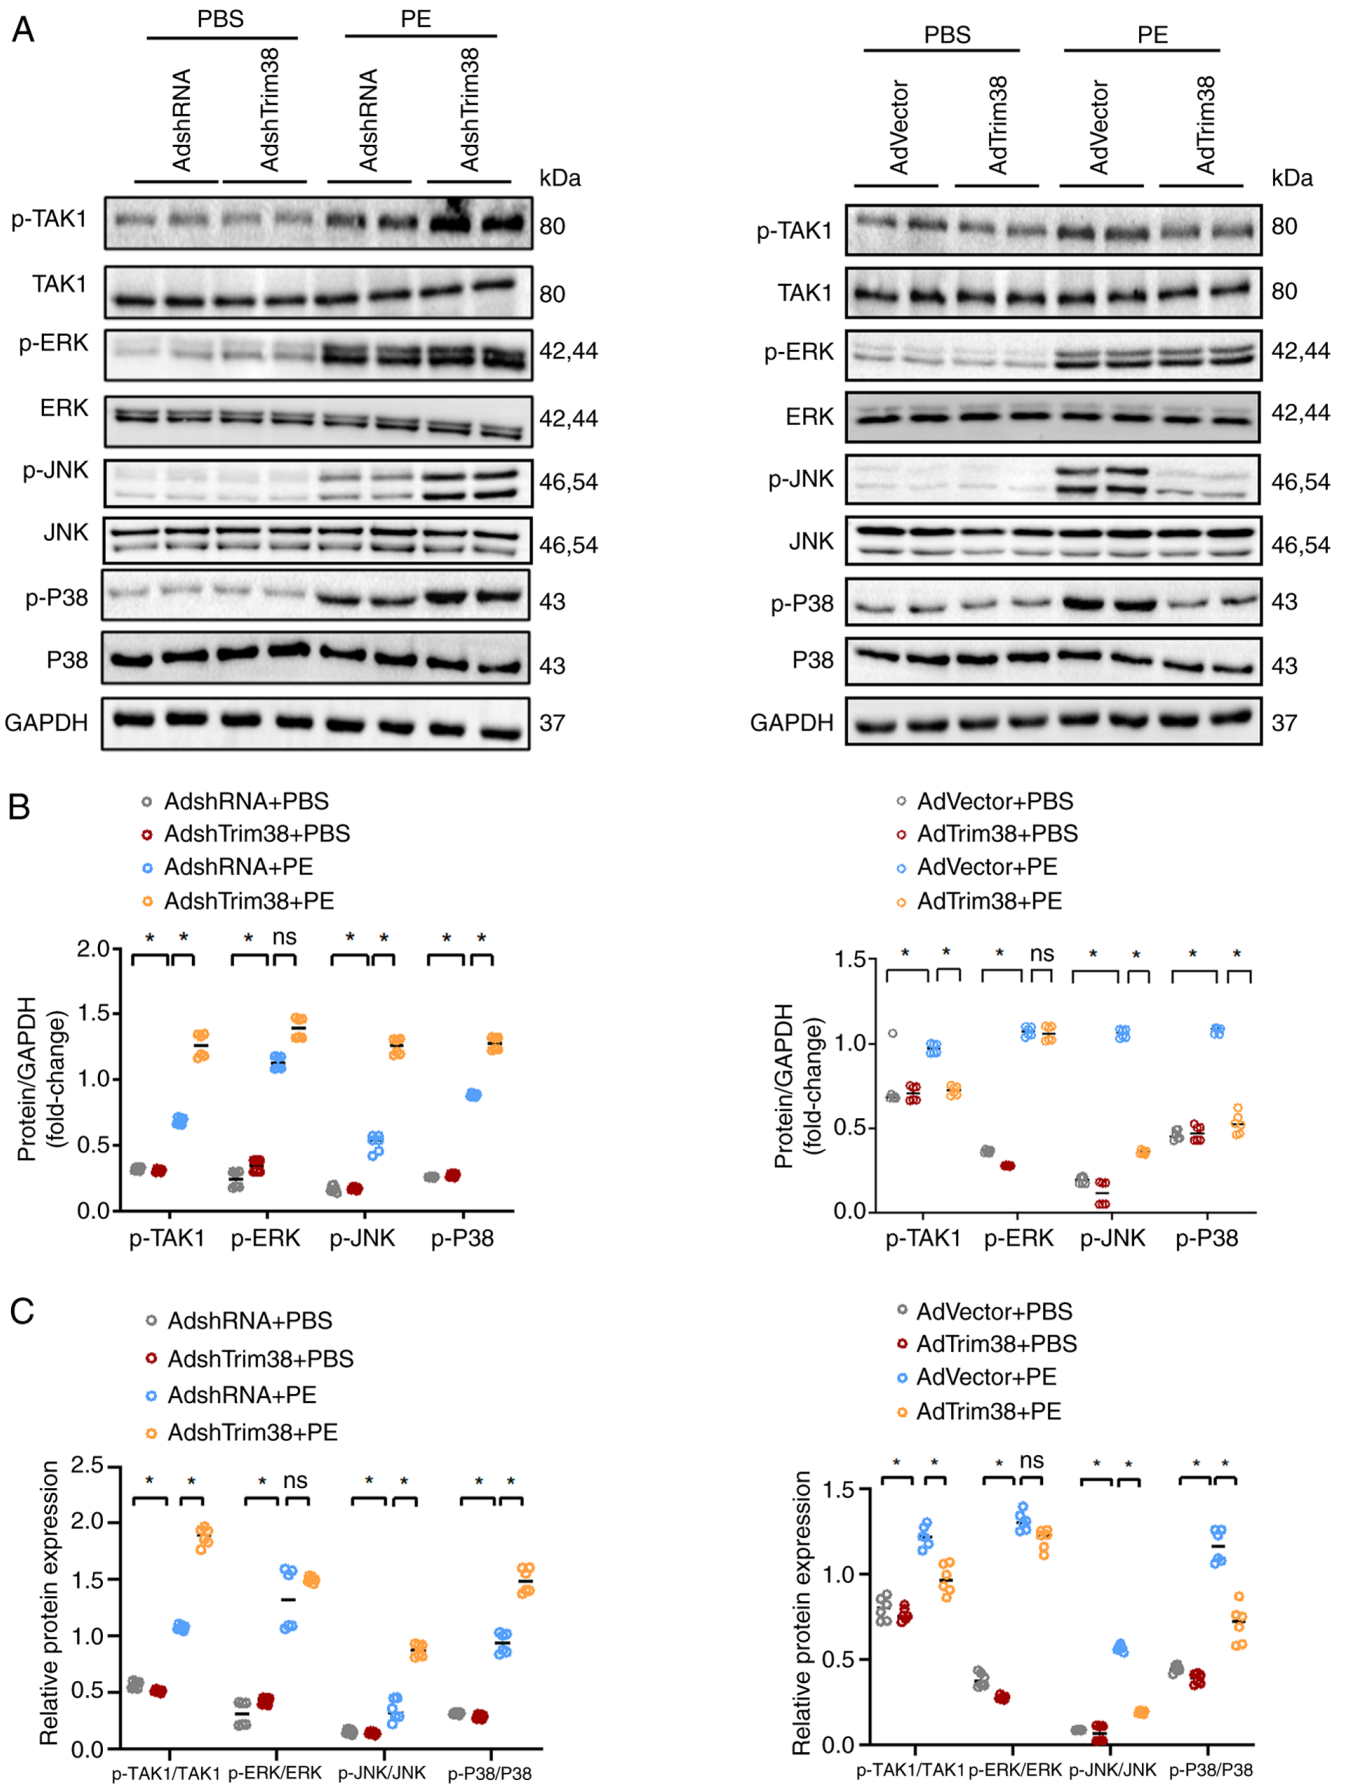 A
PBS
PE
AdshRNA
AdshTrim38
AdshRNA
AdshTrim38
kDa
p-TAK1
80
TAK1
80
p-ERK
42,44
ERK
42,44
p-JNK
46,54
JNK
46,54
p-P38
43
P38
43
GAPDH
37
PBS
PE
AdVector
AdTrim38
AdVector
AdTrim38
kDa
p-TAK1
80
TAK1
80
p-ERK
42,44
ERK
42,44
p-JNK
46,54
JNK
46,54
p-P38
43
P38
43
GAPDH
37
B
AdshRNA+PBS
AdshTrim38+PBS
AdshRNA+PE
AdshTrim38+PE
* * * ns * * * *
Protein/GAPDH
(fold-change)
2.0
1.5
1.0
0.5
0.0
p-TAK1 p-ERK p-JNK p-P38
AdVector+PBS
AdTrim38+PBS
AdVector+PE
AdTrim38+PE
* * * ns * * * *
Protein/GAPDH
(fold-change)
1.5
1.0
0.5
0.0
p-TAK1 p-ERK p-JNK p-P38
C
AdshRNA+PBS
AdshTrim38+PBS
AdshRNA+PE
AdshTrim38+PE
* * * ns * * * *
Relative protein expression
2.5
2.0
1.5
1.0
0.5
0.0
p-TAK1/TAK1 p-ERK/ERK p-JNK/JNK p-P38/P38
AdVector+PBS
AdTrim38+PBS
AdVector+PE
AdTrim38+PE
* * * ns * * * *
Relative protein expression
1.5
1.0
0.5
0.0
p-TAK1/TAK1 p-ERK/ERK p-JNK/JNK p-P38/P38